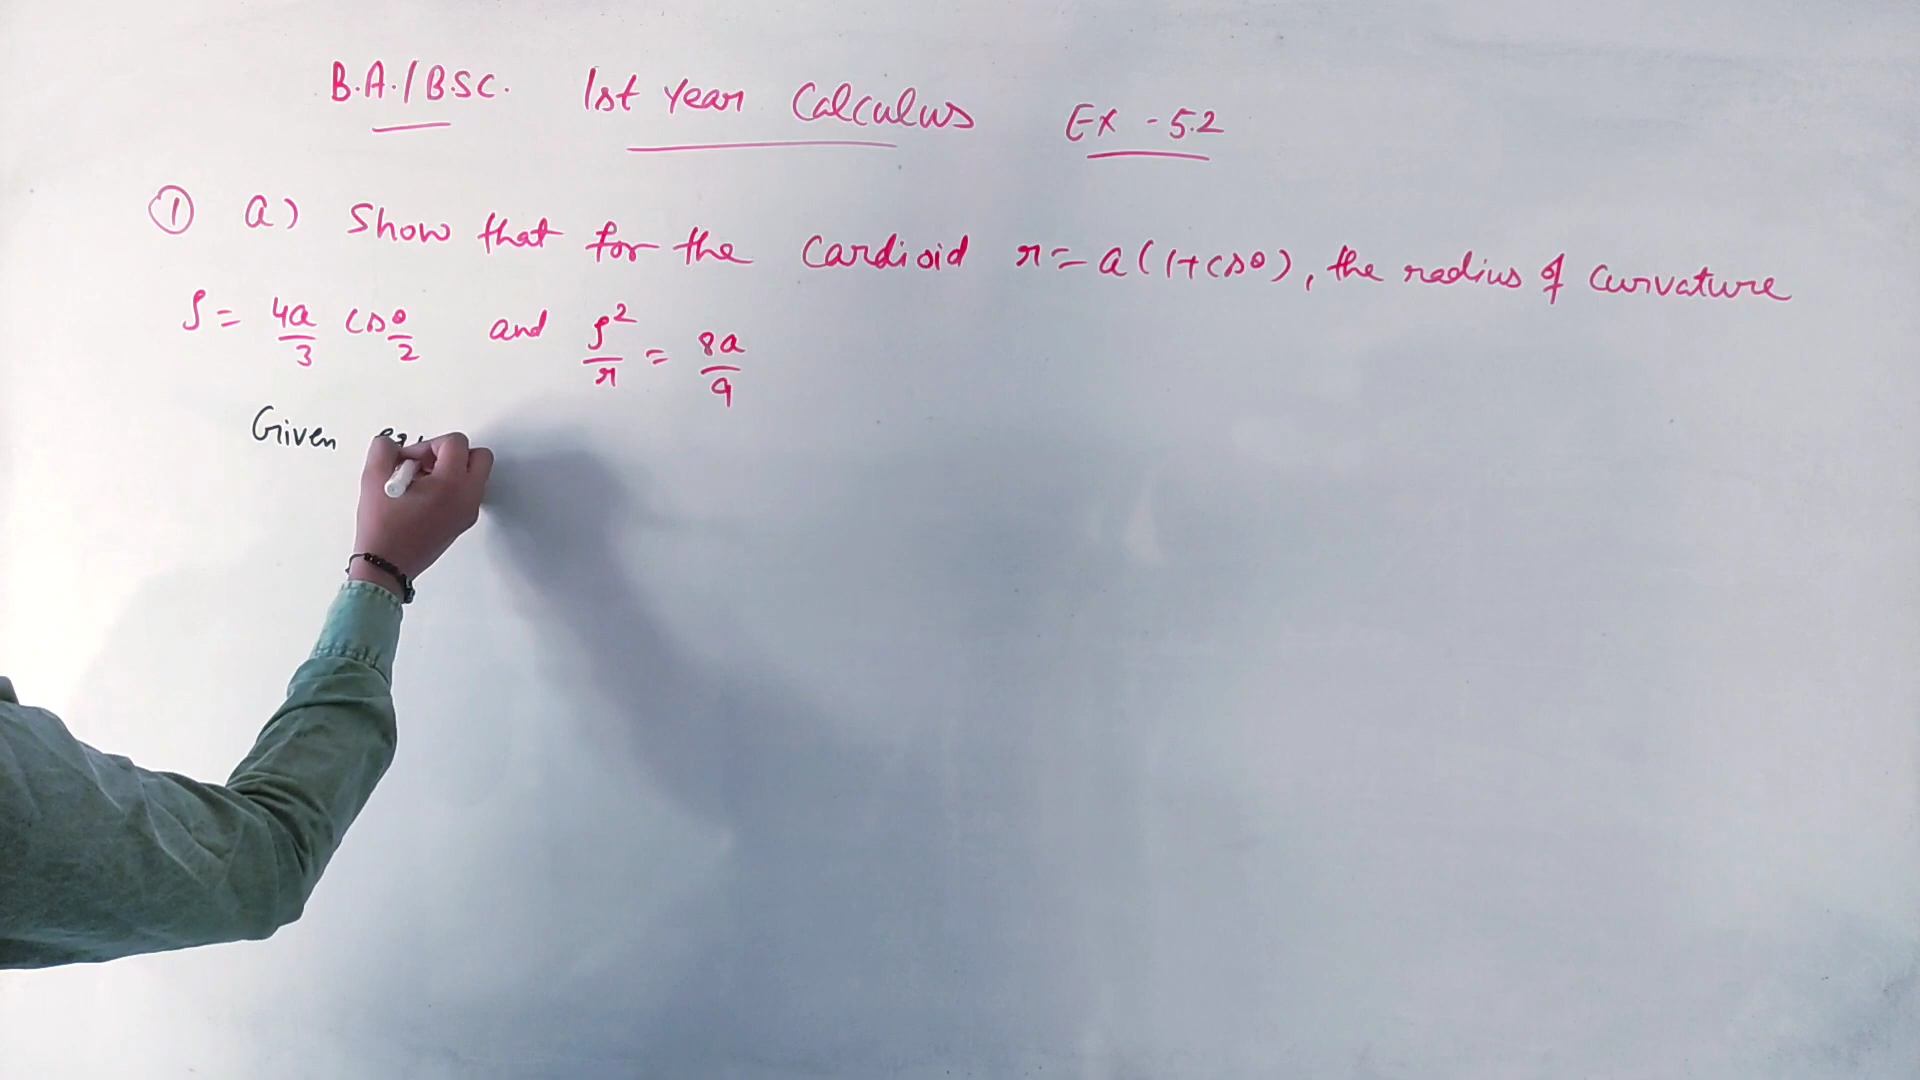 B.A./B.SC. 1st Year Calculus Ex - 5.2
① a) Show that for the Cardioid r = a(1+cosθ), the radius of curvature
ρ = 4a/3 cos θ/2 and ρ²/r = 8a/9
Given